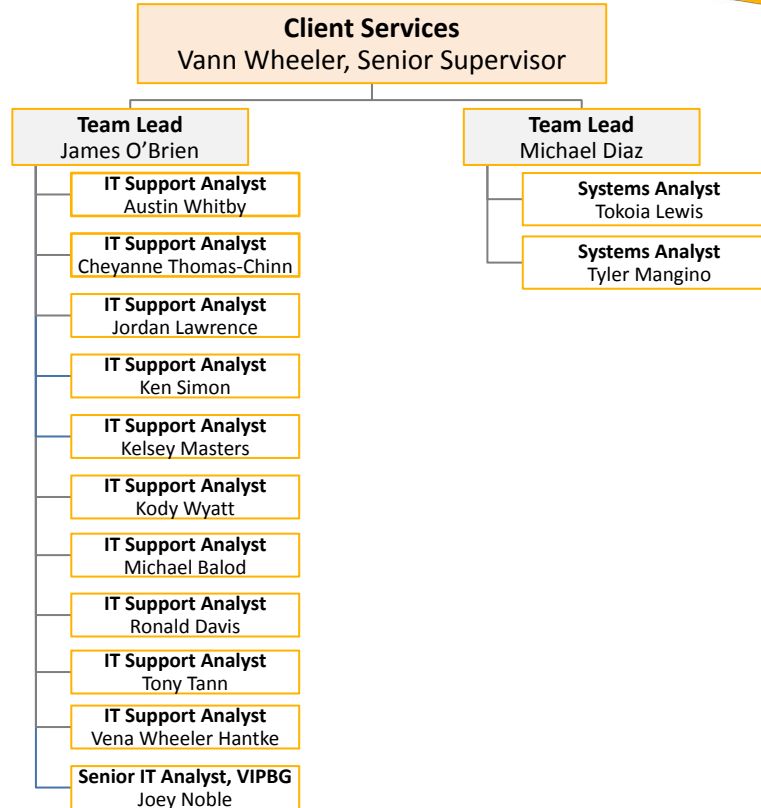 Client Services
Vann Wheeler, Senior Supervisor
Team Lead
James O’Brien
IT Support Analyst
Austin Whitby
IT Support Analyst
Cheyanne Thomas-Chinn
IT Support Analyst
Jordan Lawrence
IT Support Analyst
Ken Simon
IT Support Analyst
Kelsey Masters
IT Support Analyst
Kody Wyatt
IT Support Analyst
Michael Balod
IT Support Analyst
Ronald Davis
IT Support Analyst
Tony Tann
IT Support Analyst
Vena Wheeler Hantke
Senior IT Analyst, VIPBG
Joey Noble
Team Lead
Michael Diaz
Systems Analyst
Tokoia Lewis
Systems Analyst
Tyler Mangino